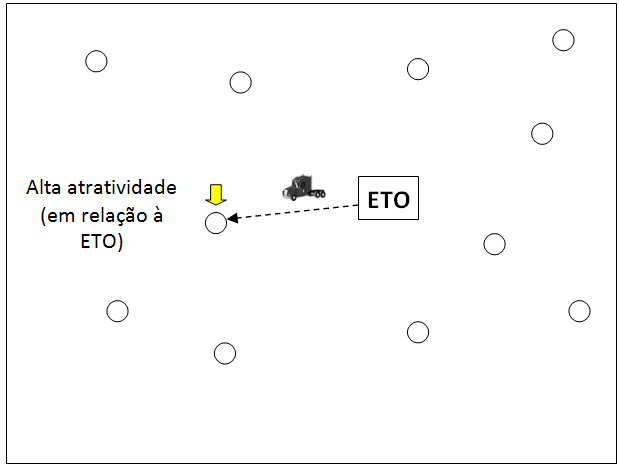 Alta atratividade
(em relação à
ETO)
ETO